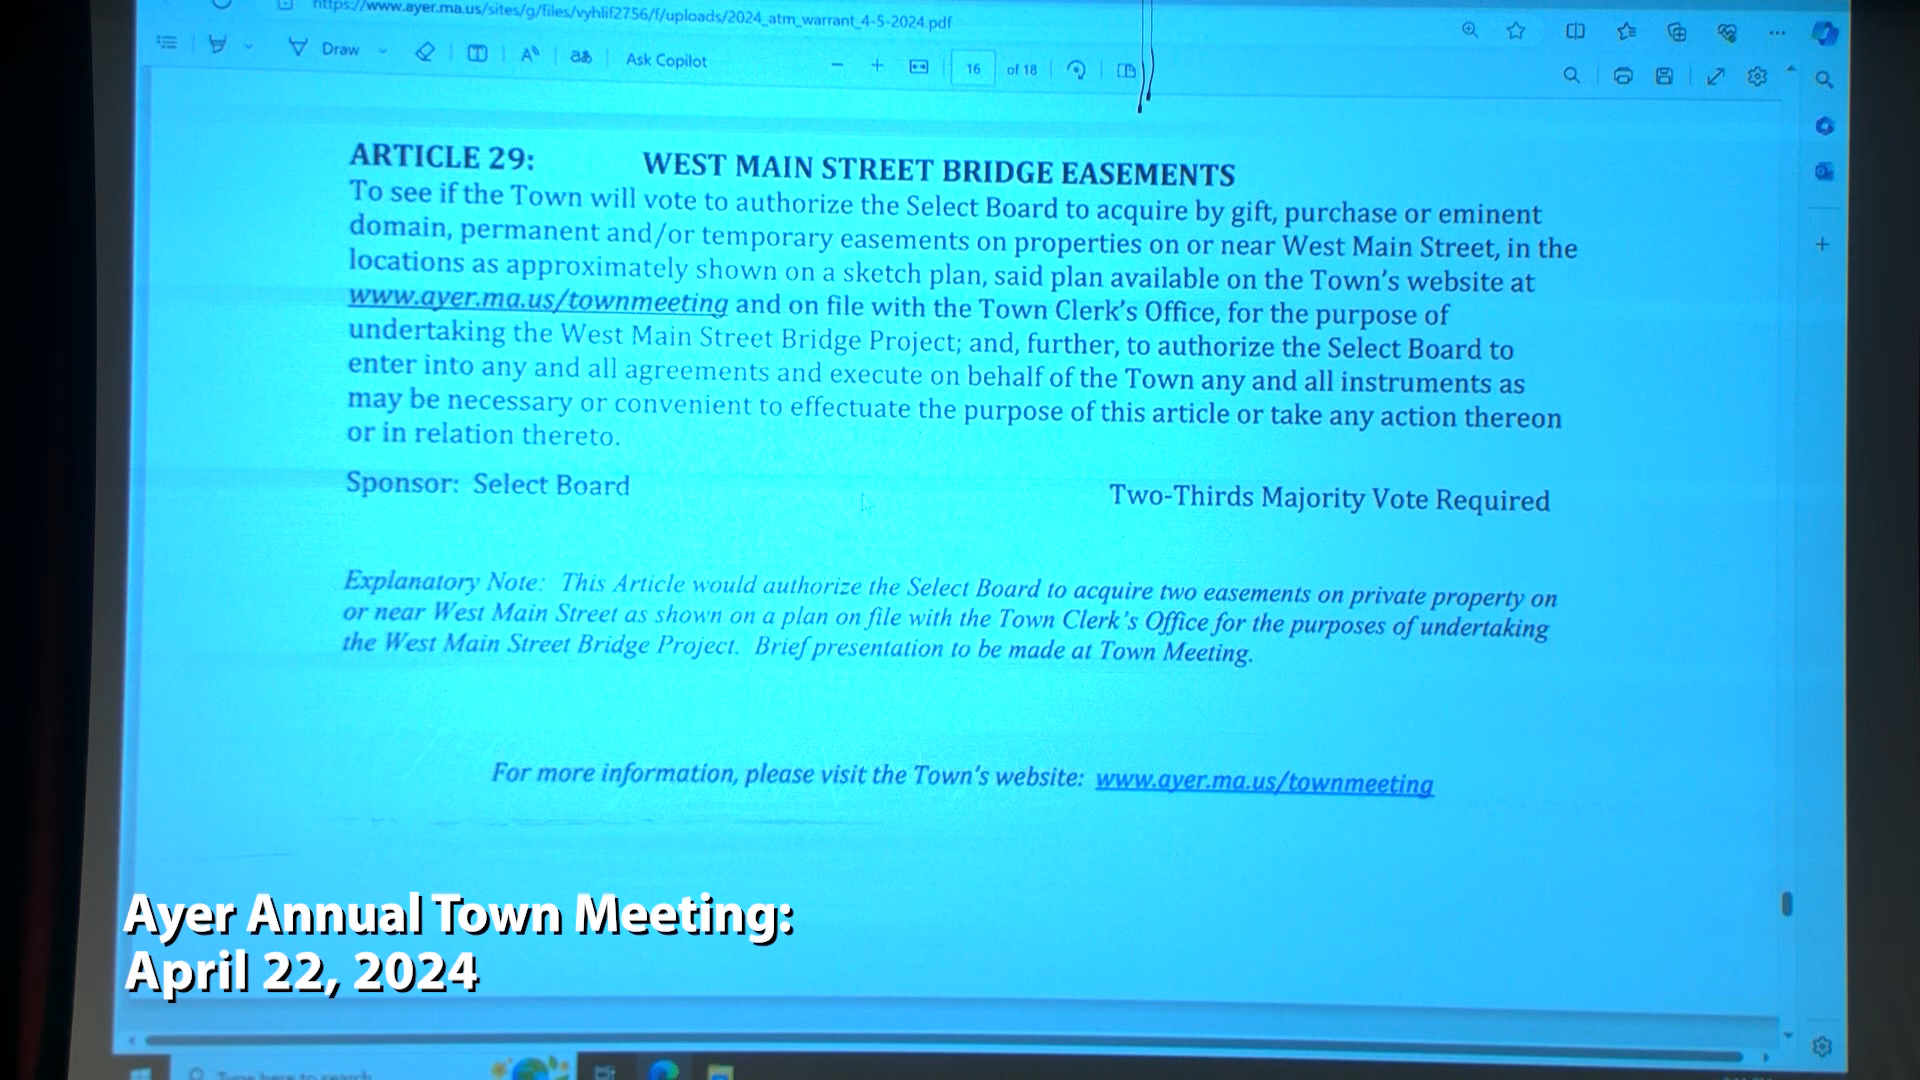 https://www.ayer.ma.us/sites/g/files/vyhlif2756/f/uploads/2024_atm_warrant_4-5-2024.pdf
Draw
Ask Copilot
16 of 18
ARTICLE 29: WEST MAIN STREET BRIDGE EASEMENTS
To see if the Town will vote to authorize the Select Board to acquire by gift, purchase or eminent
domain, permanent and/or temporary easements on properties on or near West Main Street, in the
locations as approximately shown on a sketch plan, said plan available on the Town's website at
www.ayer.ma.us/townmeeting and on file with the Town Clerk's Office, for the purpose of
undertaking the West Main Street Bridge Project; and, further, to authorize the Select Board to
enter into any and all agreements and execute on behalf of the Town any and all instruments as
may be necessary or convenient to effectuate the purpose of this article or take any action thereon
or in relation thereto.
Sponsor: Select Board Two-Thirds Majority Vote Required
Explanatory Note: This Article would authorize the Select Board to acquire two easements on private property on
or near West Main Street as shown on a plan on file with the Town Clerk's Office for the purposes of undertaking
the West Main Street Bridge Project. Brief presentation to be made at Town Meeting.
For more information, please visit the Town's website: www.ayer.ma.us/townmeeting
Ayer Annual Town Meeting:
April 22, 2024
Type here to search